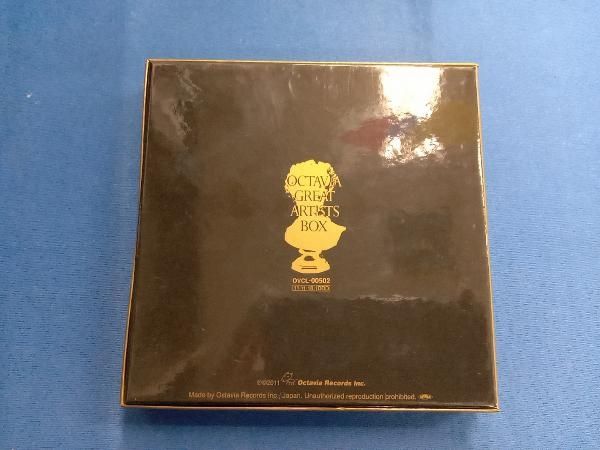 OCTAVIA
GREAT
ARTISTS
BOX
OVCL-00502
℗©2011 Octavia Records Inc.
Made by Octavia Records Inc., Japan. Unauthorized reproduction prohibited.